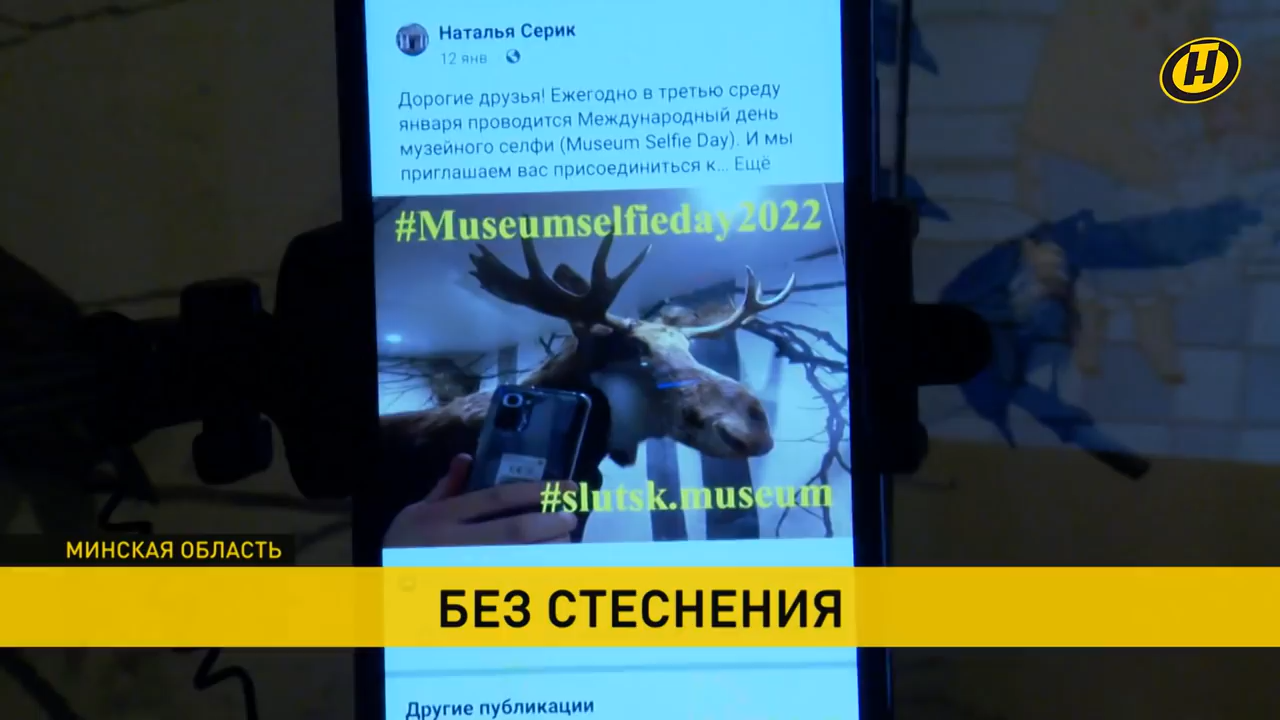 Наталья Серик
12 янв
Дорогие друзья! Ежегодно в третью среду
января проводится Международный день
музейного селфи (Museum Selfie Day). И мы
приглашаем вас присоединиться к... Ещё
#Museumselfieday2022
#slutsk.museum
МИНСКАЯ ОБЛАСТЬ
БЕЗ СТЕСНЕНИЯ
Другие публикации